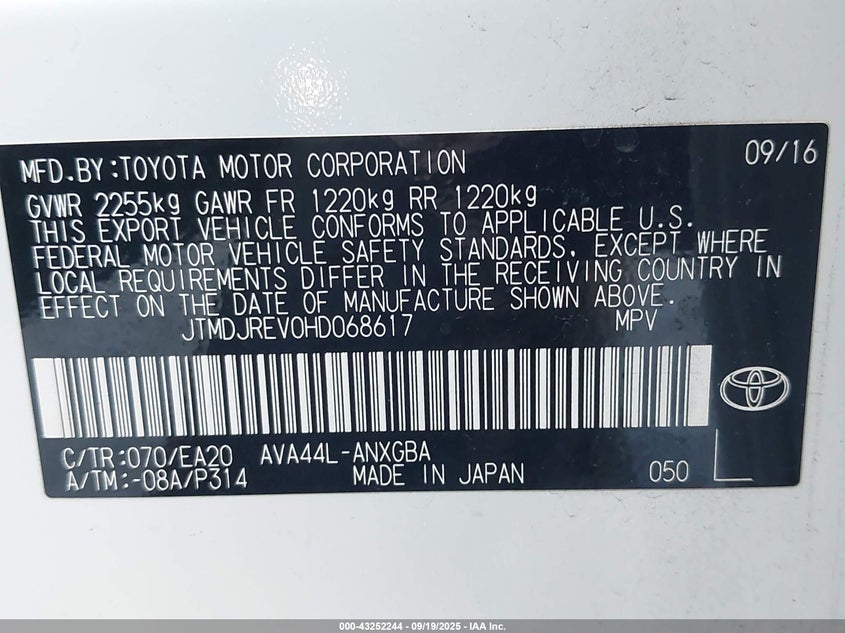 MFD.BY:TOYOTA MOTOR CORPORATION 09/16
GVWR 2255kg GAWR FR 1220kg RR 1220kg
THIS EXPORT VEHICLE CONFORMS TO APPLICABLE U.S.
FEDERAL MOTOR VEHICLE SAFETY STANDARDS, EXCEPT WHERE
LOCAL REQUIREMENTS DIFFER IN THE RECEIVING COUNTRY IN
EFFECT ON THE DATE OF MANUFACTURE SHOWN ABOVE.
JTMDJREV0HD068617 MPV
C/TR:070/EA20 AVA44L-ANXGBA
A/TM:-08A/P314 MADE IN JAPAN 050
000-43252244 - 09/19/2025 - IAA Inc.